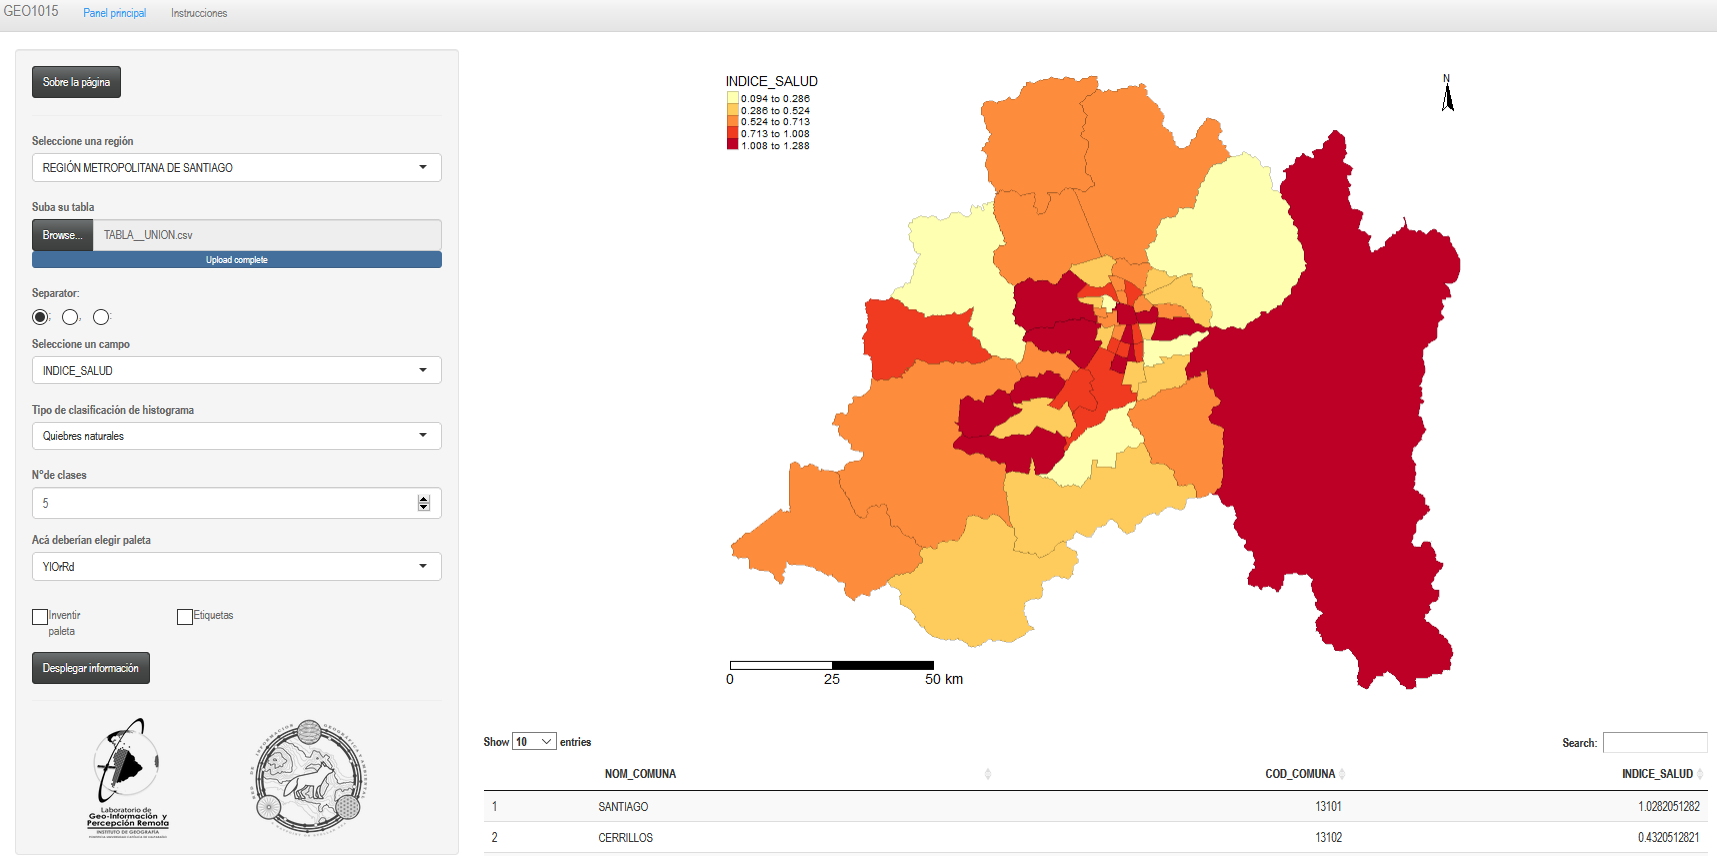 GEO1015 Panel principal Instrucciones
Sobre la página
Seleccione una región
REGIÓN METROPOLITANA DE SANTIAGO
Suba su tabla
Browse... TABLA__UNION.csv
Upload complete
Separator:
; , :
Seleccione un campo
INDICE_SALUD
Tipo de clasificación de histograma
Quiebres naturales
N°de clases
5
Acá deberían elegir paleta
YlOrRd
Inventir paleta
Etiquetas
Desplegar información
Laboratorio de
Geo-Información y
Percepción Remota
INSTITUTO DE GEOGRAFIA
INDICE_SALUD
0.094 to 0.286
0.286 to 0.524
0.524 to 0.713
0.713 to 1.008
1.008 to 1.288
N
0 25 50 km
Show 10 entries
Search:
NOM_COMUNA COD_COMUNA INDICE_SALUD
1 SANTIAGO 13101 1.0282051282
2 CERRILLOS 13102 0.4320512821